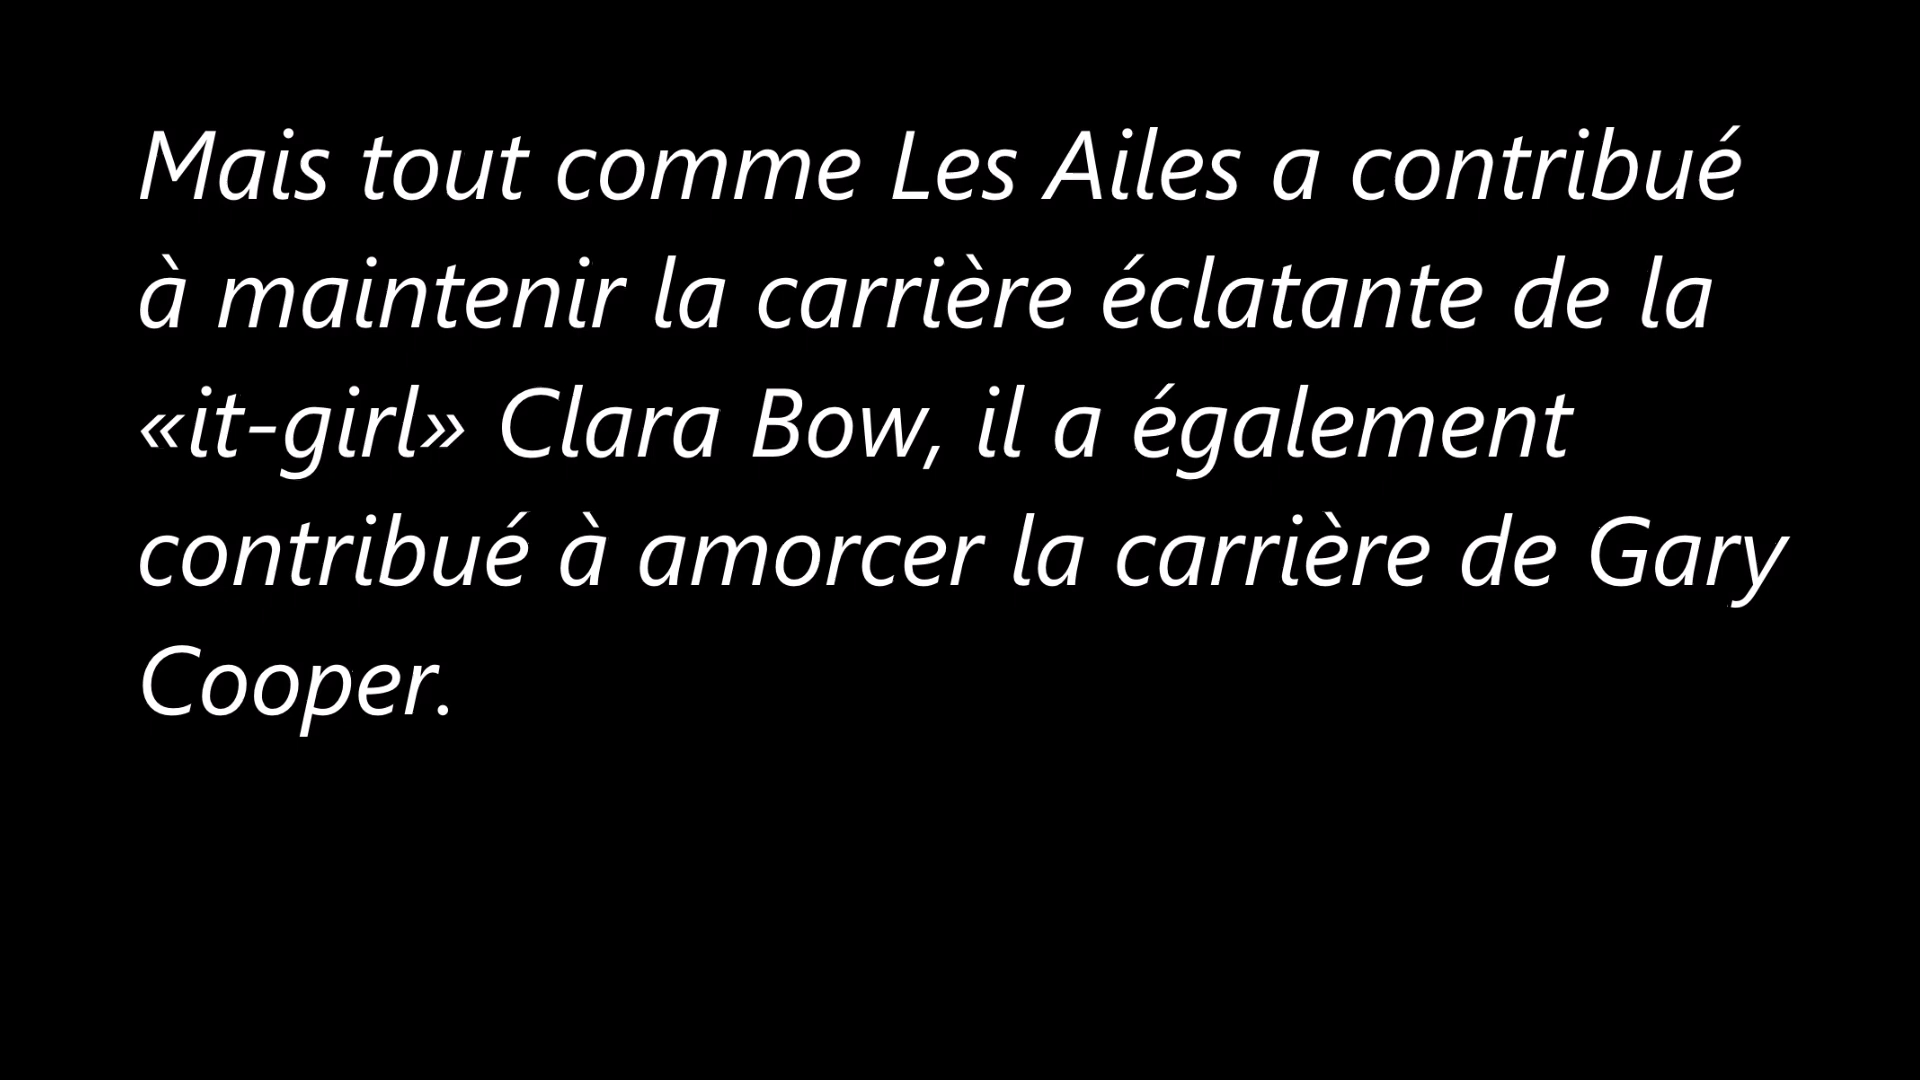 Mais tout comme Les Ailes a contribué
à maintenir la carrière éclatante de la
«it-girl» Clara Bow, il a également
contribué à amorcer la carrière de Gary
Cooper.